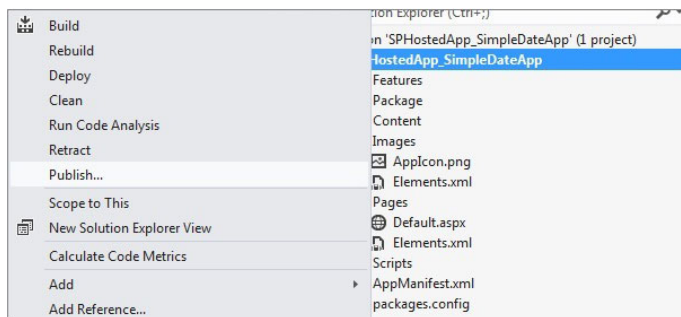 Build
Rebuild
Deploy
Clean
Run Code Analysis
Retract
Publish...
Scope to This
New Solution Explorer View
Calculate Code Metrics
Add
Add Reference...
Explorer (Ctrl+;)
'SPHostedApp_SimpleDateApp' (1 project)
HostedApp_SimpleDateApp
Features
Package
Content
Images
AppIcon.png
Elements.xml
Pages
Default.aspx
Elements.xml
Scripts
AppManifest.xml
packages.config